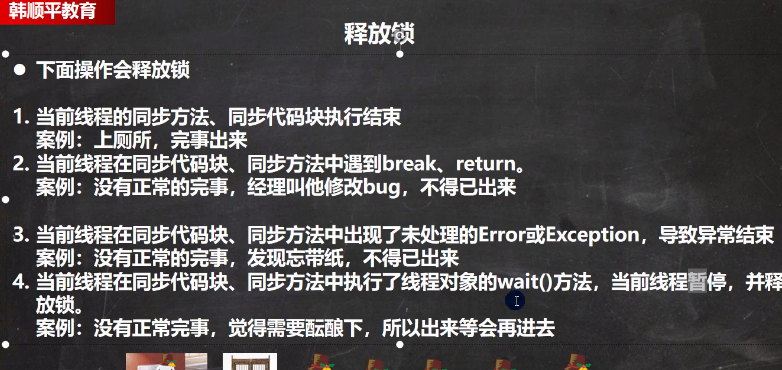 韩顺平教育
释放锁
● 下面操作会释放锁
1. 当前线程的同步方法、同步代码块执行结束
案例：上厕所，完事出来
2. 当前线程在同步代码块、同步方法中遇到break、return。
案例：没有正常的完事，经理叫他修改bug，不得已出来
3. 当前线程在同步代码块、同步方法中出现了未处理的Error或Exception，导致异常结束
案例：没有正常的完事，发现忘带纸，不得已出来
4. 当前线程在同步代码块、同步方法中执行了线程对象的wait()方法，当前线程暂停，并释
放锁。
案例：没有正常完事，觉得需要酝酿下，所以出来等会再进去